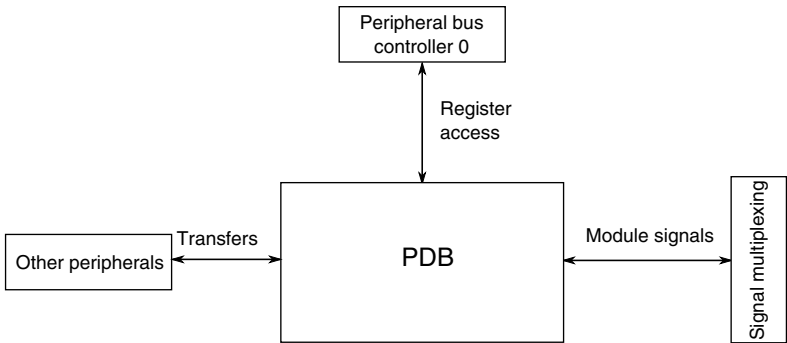 Peripheral bus
controller 0
Register
access
Transfers
Other peripherals
PDB
Module signals
Signal multiplexing